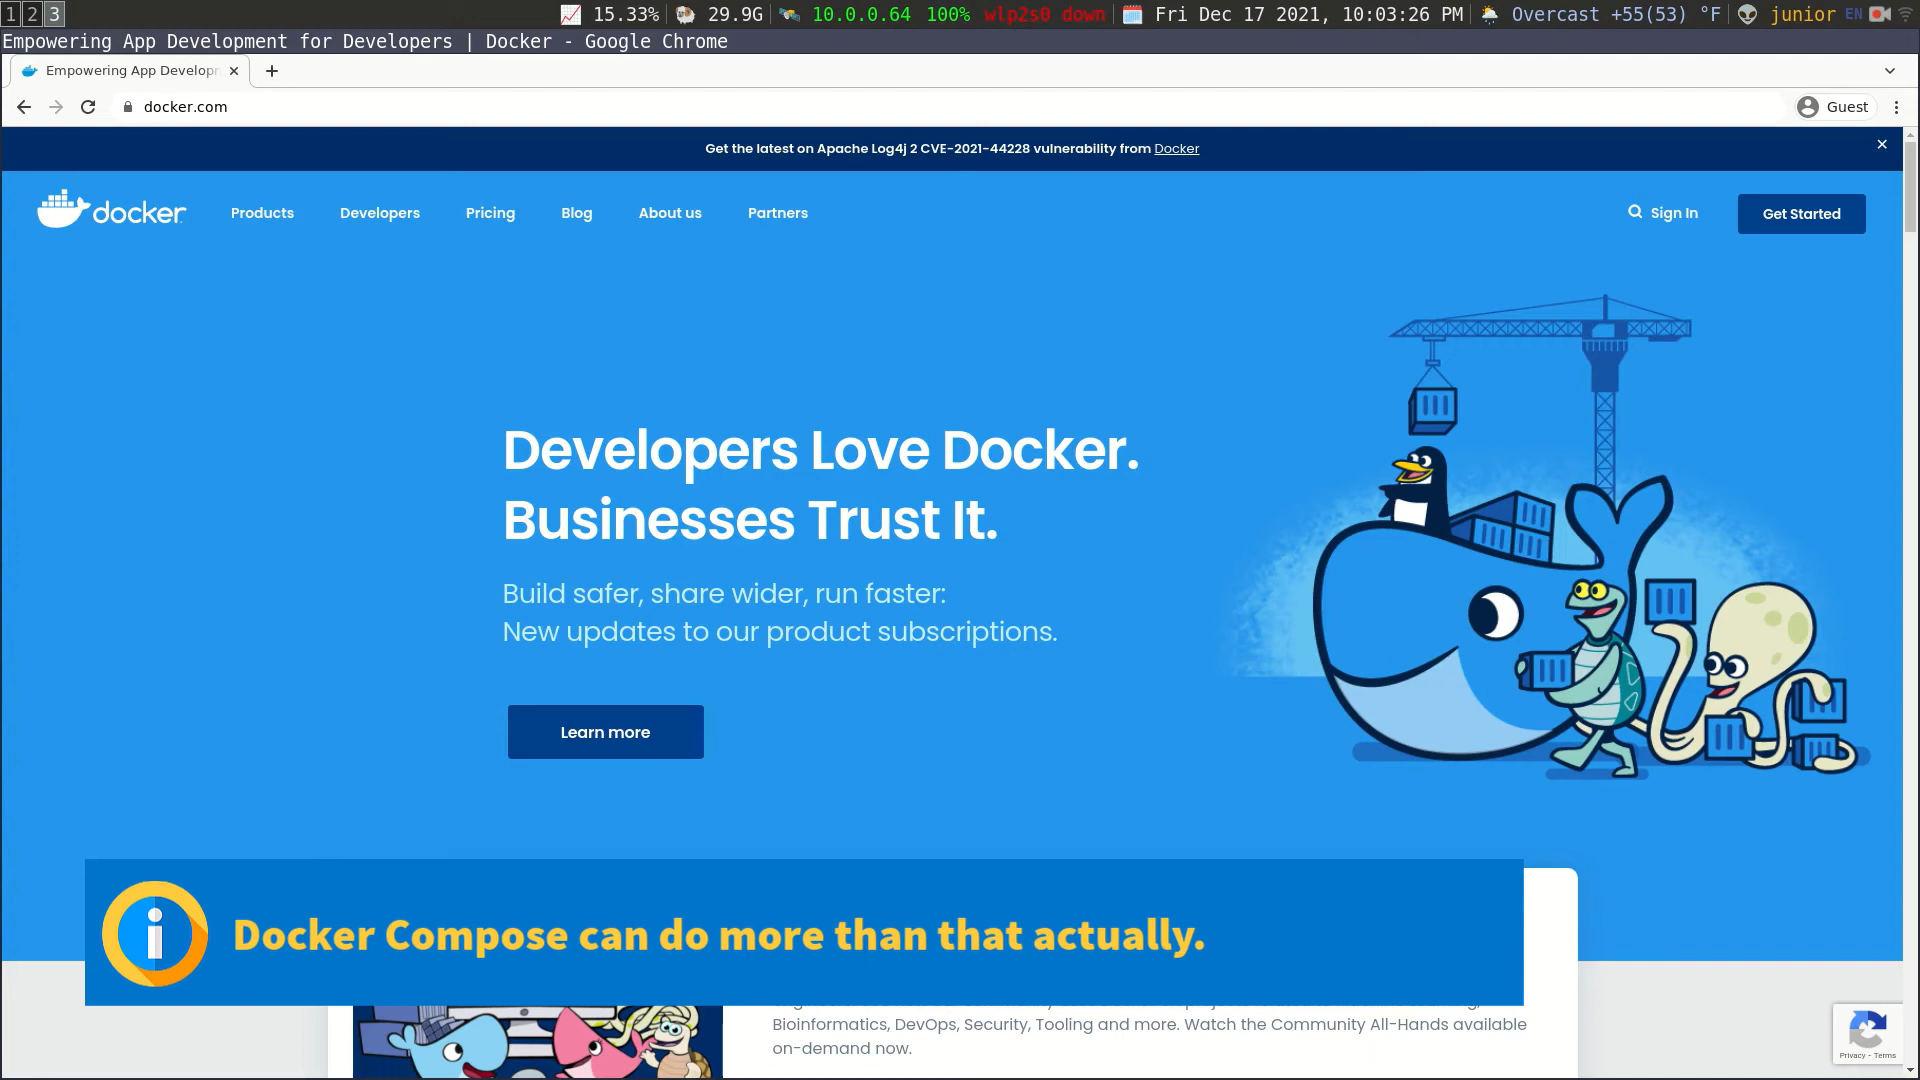 1 2 3 15.33% 29.9G 10.0.0.64 100% wlp2s0 down Fri Dec 17 2021, 10:03:26 PM Overcast +55(53) °F junior EN
Empowering App Development for Developers | Docker - Google Chrome
Empowering App Developm
docker.com Guest
Get the latest on Apache Log4j 2 CVE-2021-44228 vulnerability from Docker
docker Products Developers Pricing Blog About us Partners Sign In Get Started
Developers Love Docker.
Businesses Trust It.
Build safer, share wider, run faster:
New updates to our product subscriptions.
Learn more
Docker Compose can do more than that actually.
Bioinformatics, DevOps, Security, Tooling and more. Watch the Community All-Hands available
on-demand now.
Privacy - Terms